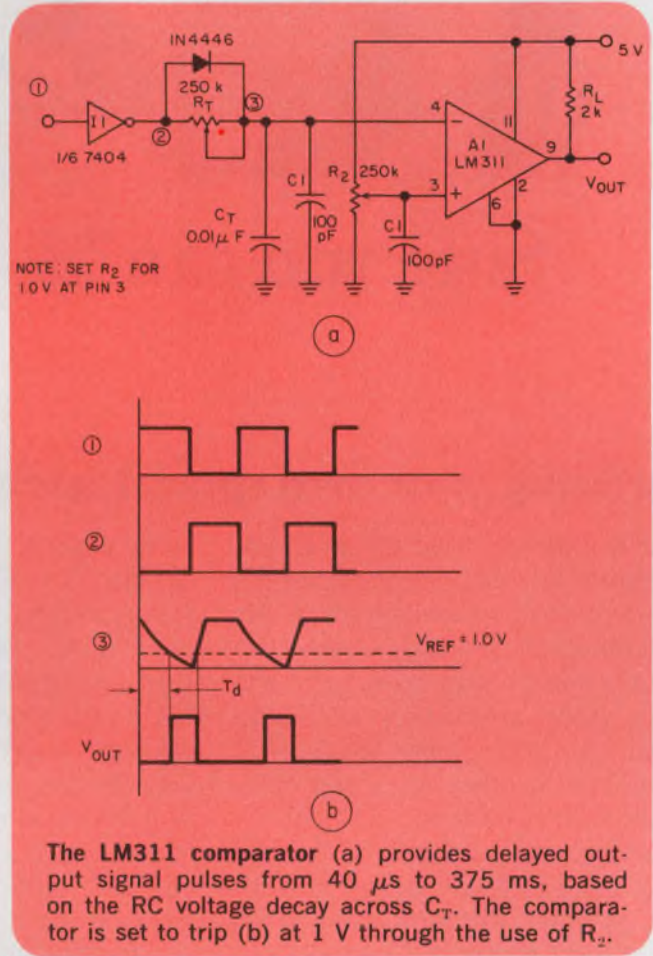 1N4446
①
250 k
③
5 V
R_T
R_L
2k
I1
②
4
−
11
A1
LM311
9
1/6 7404
R2 250k
3
+
2
6
V_OUT
C1
C_T
0.01μF
100
pF
C1
100pF
NOTE: SET R2 FOR
1.0 V AT PIN 3
a
①
②
③
V_REF = 1.0 V
T_d
V_OUT
b
The LM311 comparator (a) provides delayed out-
put signal pulses from 40 μs to 375 ms, based
on the RC voltage decay across C_T. The compara-
tor is set to trip (b) at 1 V through the use of R₂.